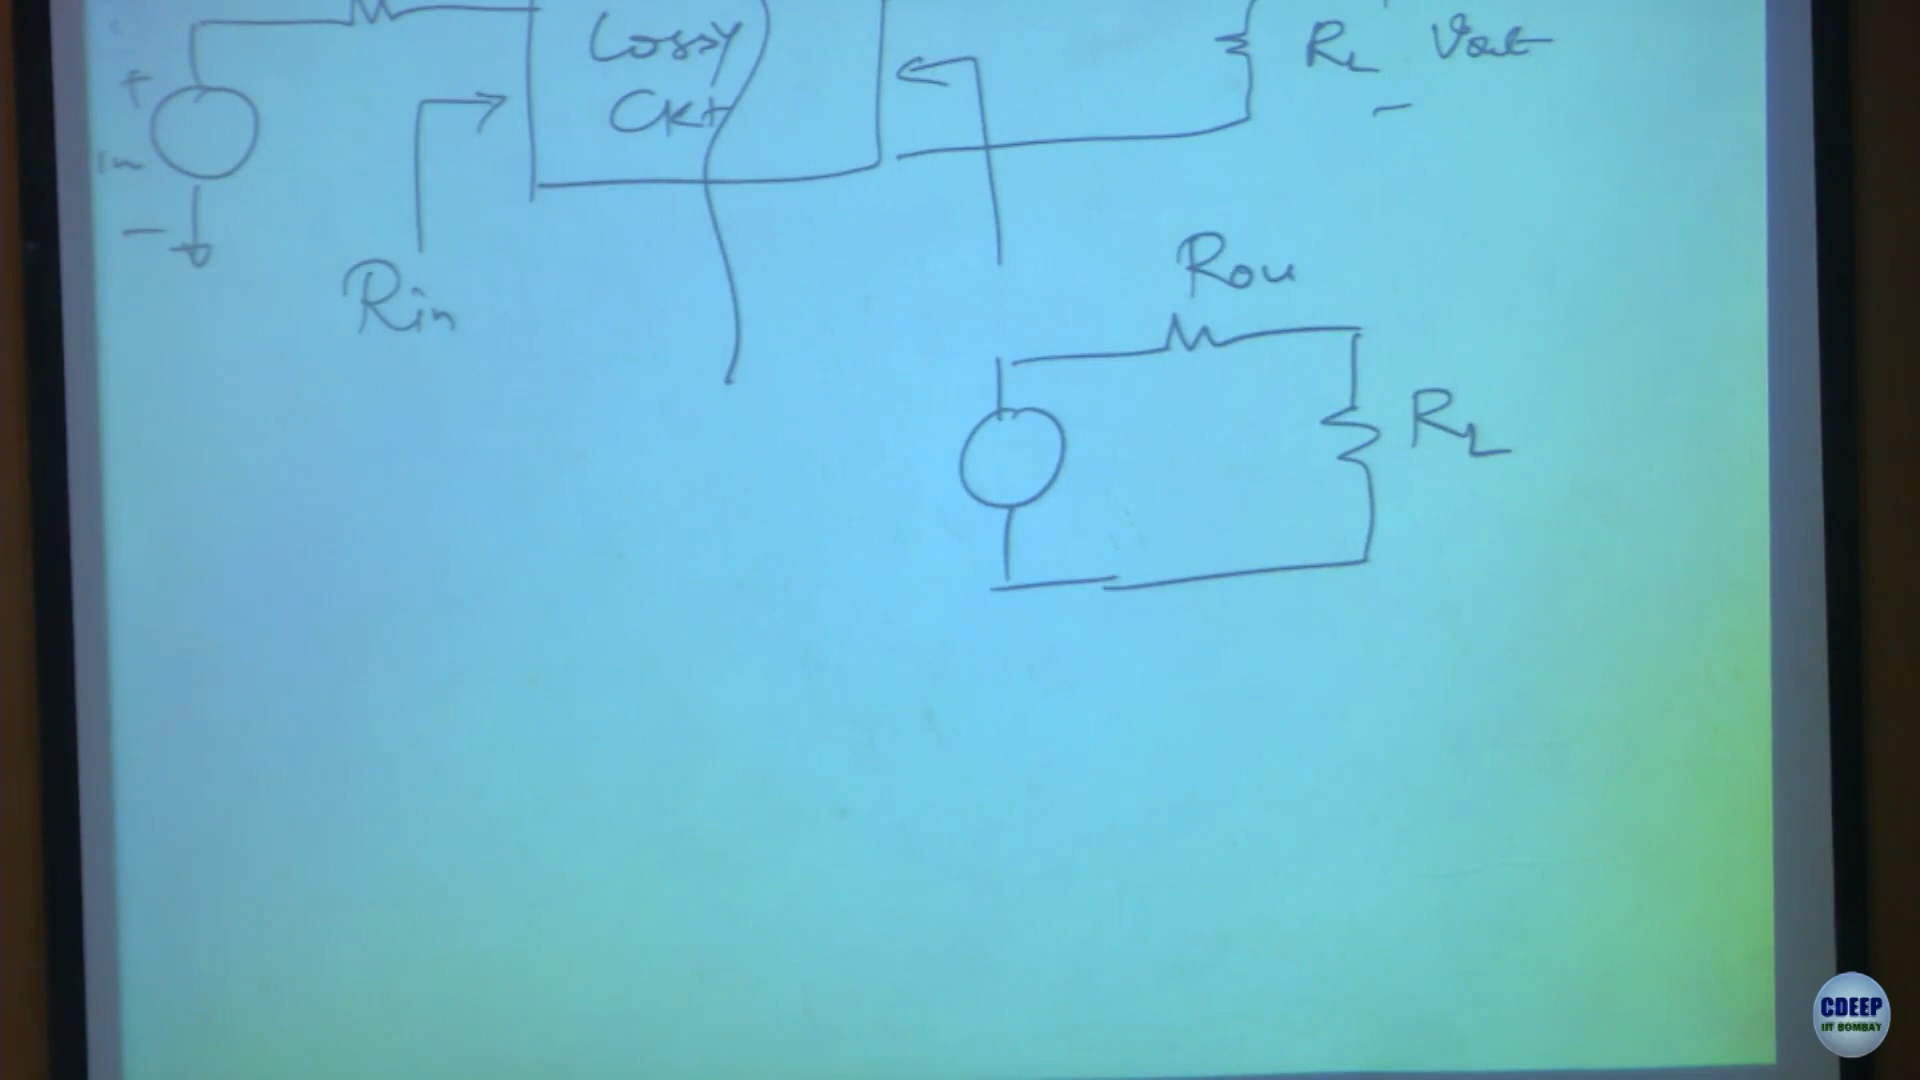 Lossy
Ckt
RL Vout
+
in
-
-
Rin
Rou
RL
CDEEP
IIT BOMBAY